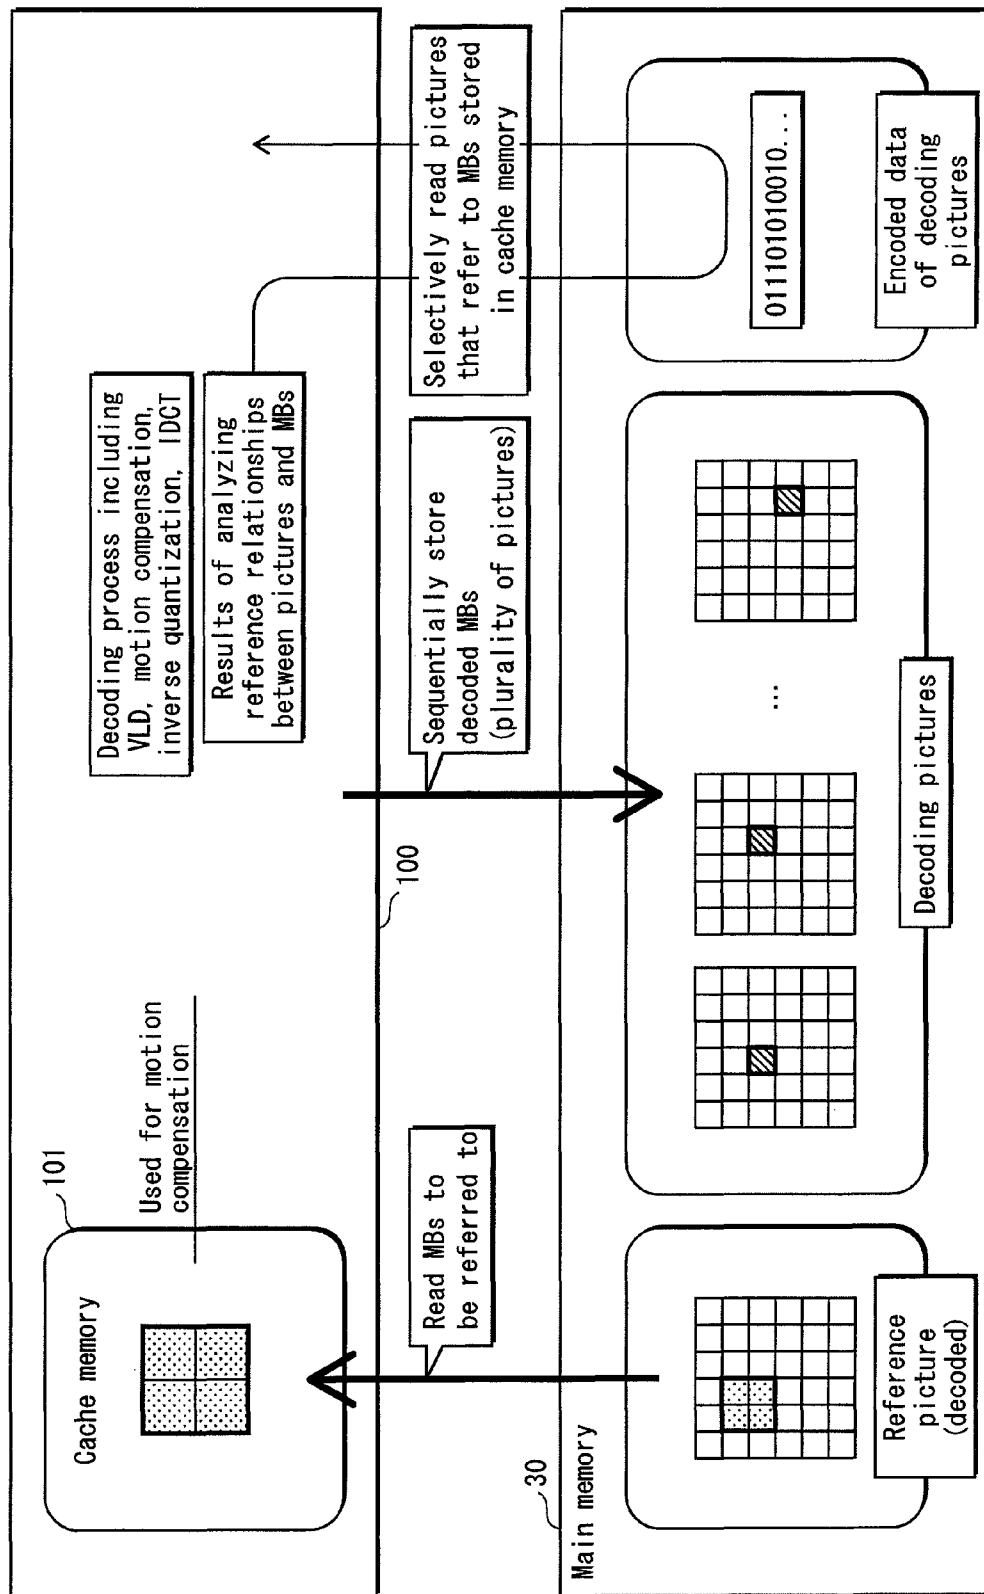 Cache memory
101
Used for motion
compensation
Decoding process including
VLD, motion compensation,
inverse quantization, IDCT
Results of analyzing
reference relationships
between pictures and MBs
100
Read MBs to
be referred to
Sequentially store
decoded MBs
(plurality of pictures)
Selectively read pictures
that refer to MBs stored
in cache memory
30
Main memory
Reference
picture
(decoded)
...
Decoding pictures
011101010010...
Encoded data
of decoding
pictures